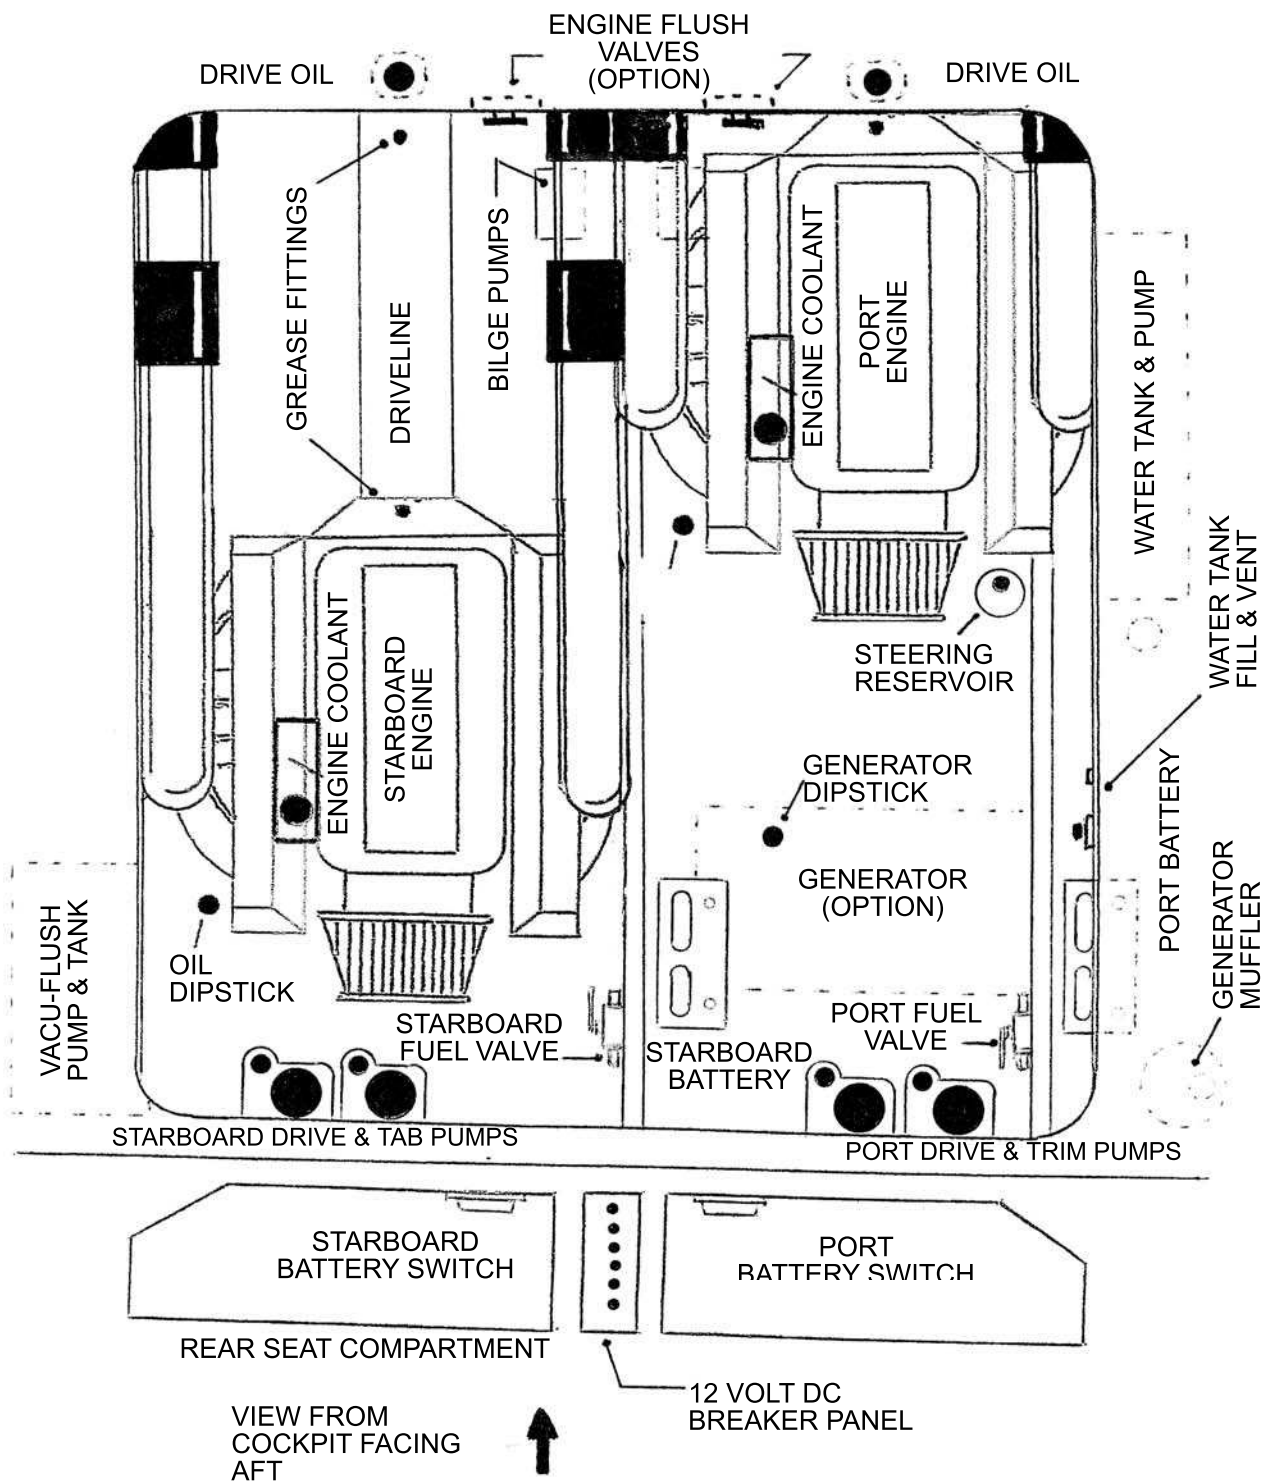 ENGINE FLUSH
VALVES
(OPTION)
DRIVE OIL
DRIVE OIL
GREASE FITTINGS
DRIVELINE
BILGE PUMPS
ENGINE COOLANT
PORT
ENGINE
WATER TANK & PUMP
WATER TANK
FILL & VENT
STEERING
RESERVOIR
ENGINE COOLANT
STARBOARD
ENGINE
GENERATOR
DIPSTICK
GENERATOR
(OPTION)
PORT BATTERY
GENERATOR
MUFFLER
VACU-FLUSH
PUMP & TANK
OIL
DIPSTICK
STARBOARD
FUEL VALVE
STARBOARD
BATTERY
PORT FUEL
VALVE
STARBOARD DRIVE & TAB PUMPS
PORT DRIVE & TRIM PUMPS
STARBOARD
BATTERY SWITCH
PORT
BATTERY SWITCH
REAR SEAT COMPARTMENT
12 VOLT DC
BREAKER PANEL
VIEW FROM
COCKPIT FACING
AFT